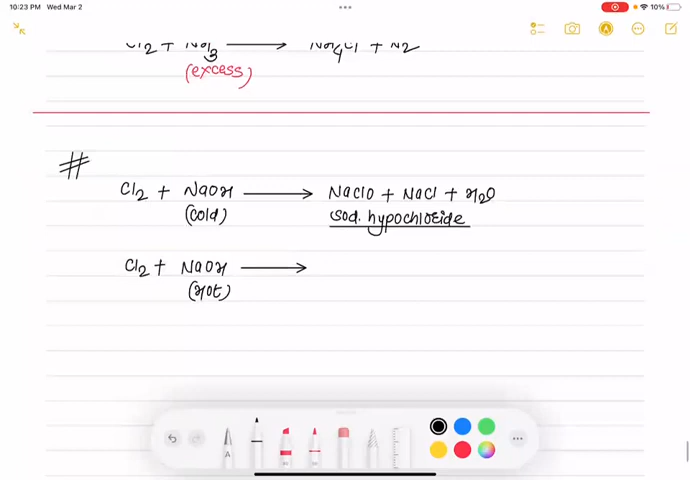 10:23 PM Wed Mar 2
10%
Cl2 + NH3 ⟶ NH4Cl + N2
(excess)
#
Cl2 + NaOH ⟶ NaClO + NaCl + H2O
(cold) sod. hypochloride
Cl2 + NaOH ⟶
(Hot)
A